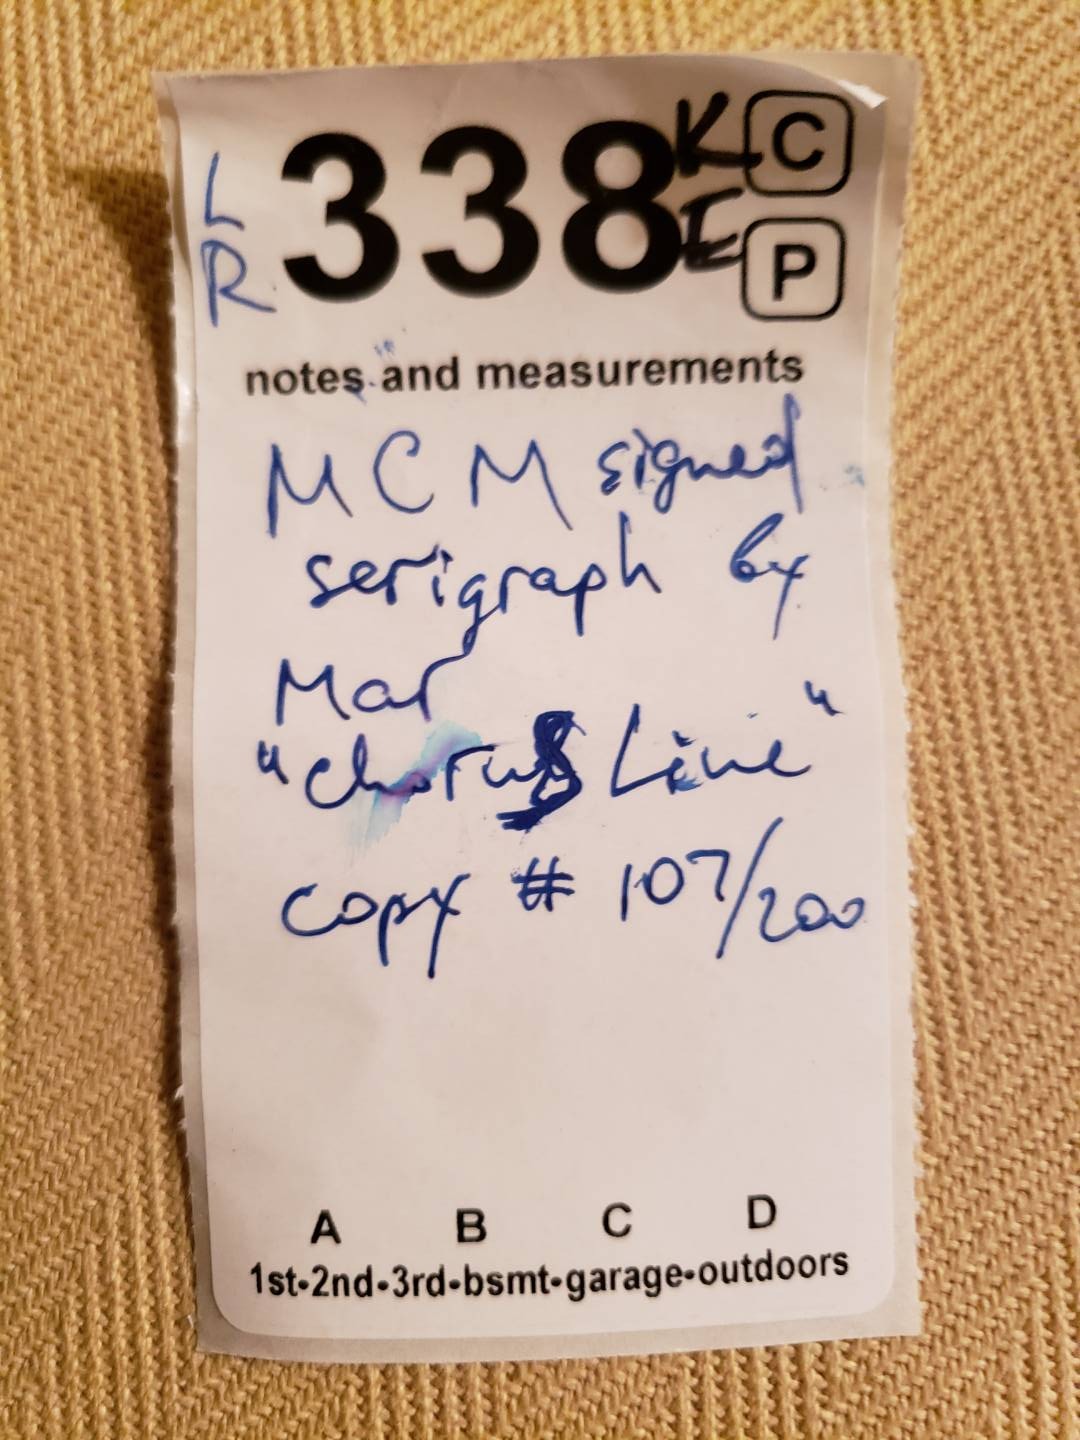 L
R
338
K
E
C
P
notes and measurements
MCM signed
serigraph by
Mar
"Chorus Line"
copy # 107/200
A B C D
1st•2nd•3rd•bsmt•garage•outdoors